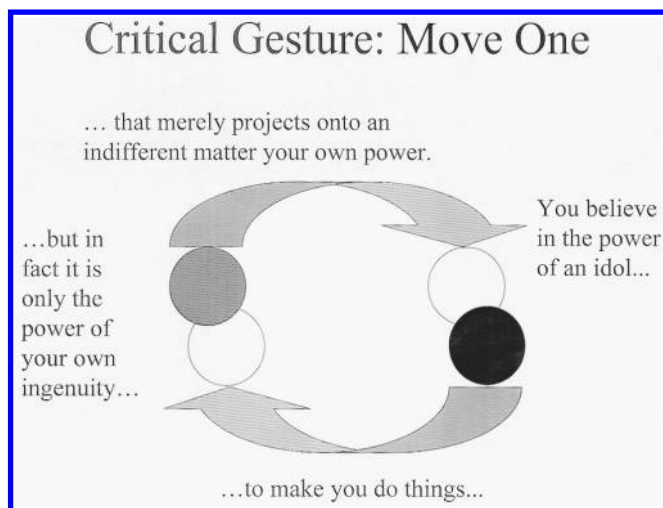 Critical Gesture: Move One
… that merely projects onto an
indifferent matter your own power.
You believe
in the power
of an idol...
…but in
fact it is
only the
power of
your own
ingenuity…
…to make you do things...